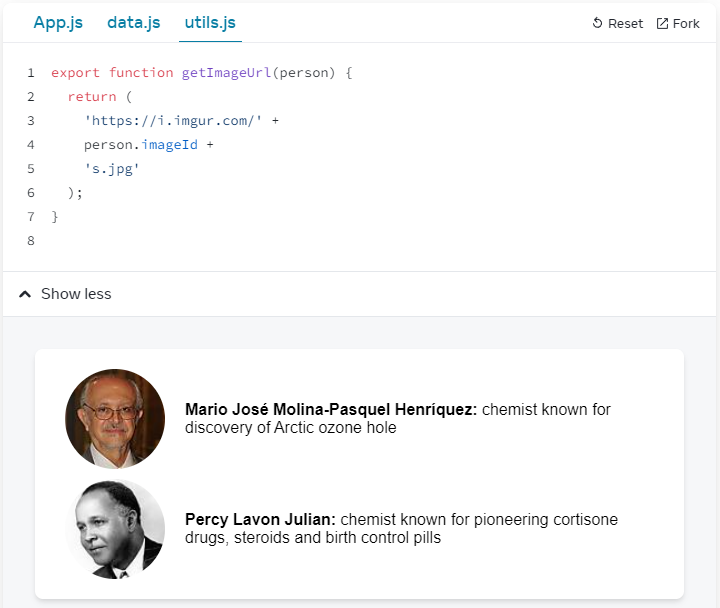 App.js data.js utils.js Reset Fork
1 export function getImageUrl(person) {
2 return (
3 'https://i.imgur.com/' +
4 person.imageId +
5 's.jpg'
6 );
7 }
8
Show less
Mario José Molina-Pasquel Henríquez: chemist known for
discovery of Arctic ozone hole
Percy Lavon Julian: chemist known for pioneering cortisone
drugs, steroids and birth control pills